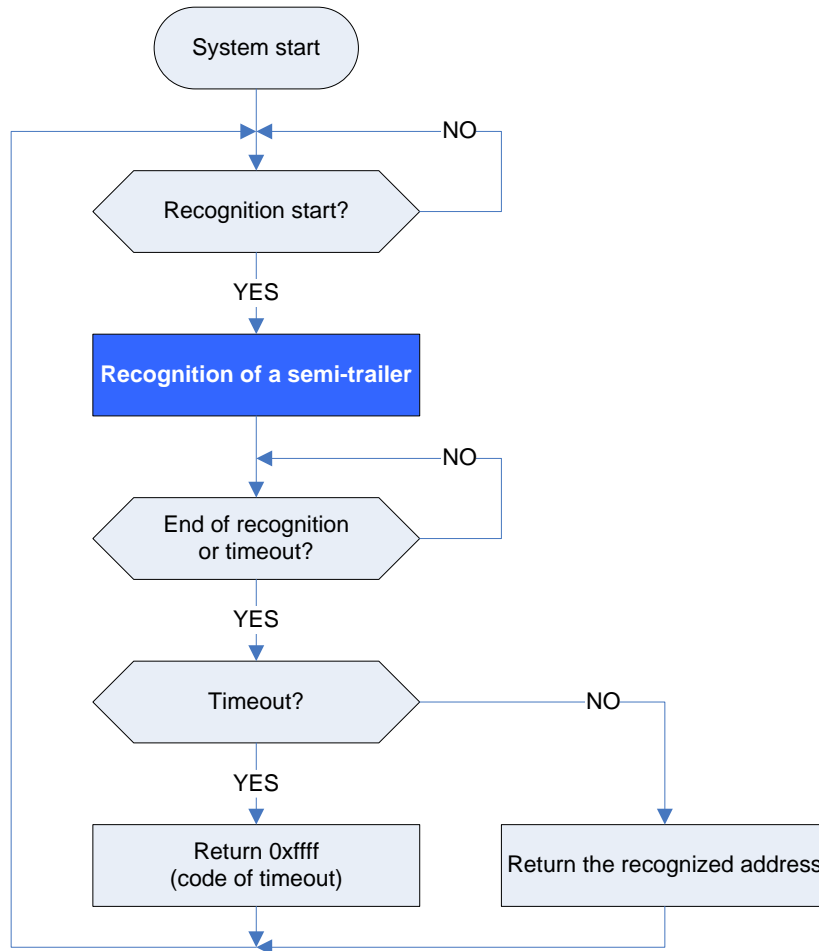 System start
NO
Recognition start?
YES
Recognition of a semi-trailer
NO
End of recognition
or timeout?
YES
Timeout?
NO
YES
Return 0xffff
(code of timeout)
Return the recognized address